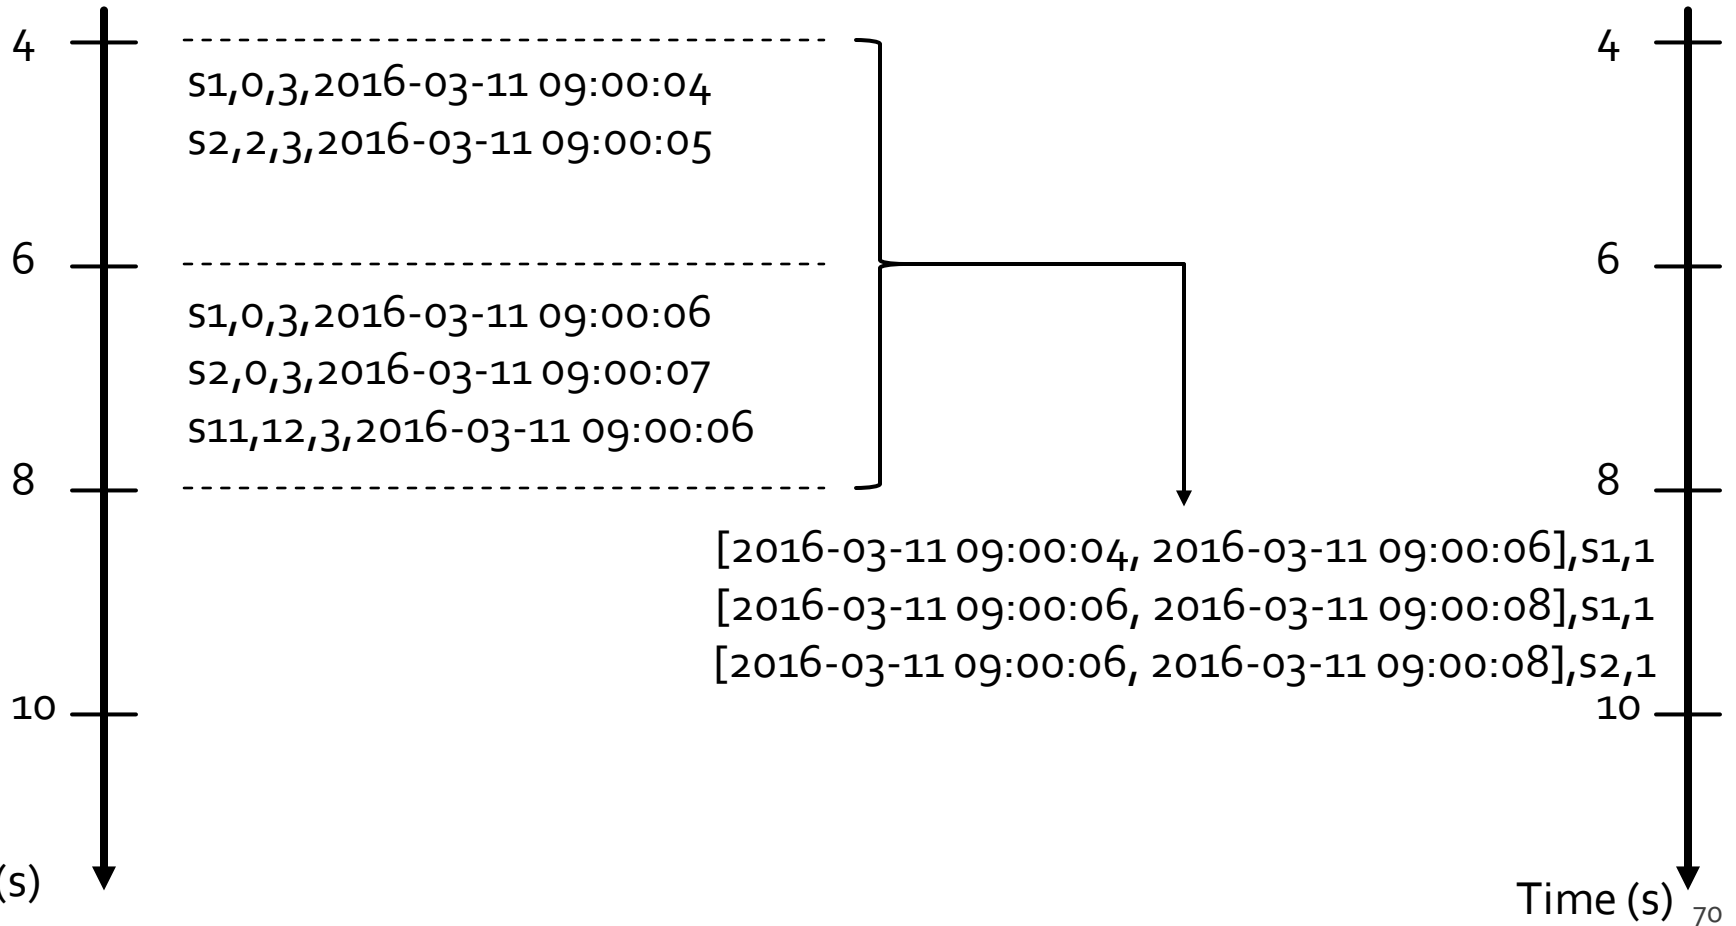 4
s1,0,3,2016-03-11 09:00:04
s2,2,3,2016-03-11 09:00:05
6
s1,0,3,2016-03-11 09:00:06
s2,0,3,2016-03-11 09:00:07
s11,12,3,2016-03-11 09:00:06
8
10
(s)
4
6
8
[2016-03-11 09:00:04, 2016-03-11 09:00:06],s1,1
[2016-03-11 09:00:06, 2016-03-11 09:00:08],s1,1
[2016-03-11 09:00:06, 2016-03-11 09:00:08],s2,1
10
Time (s)
70